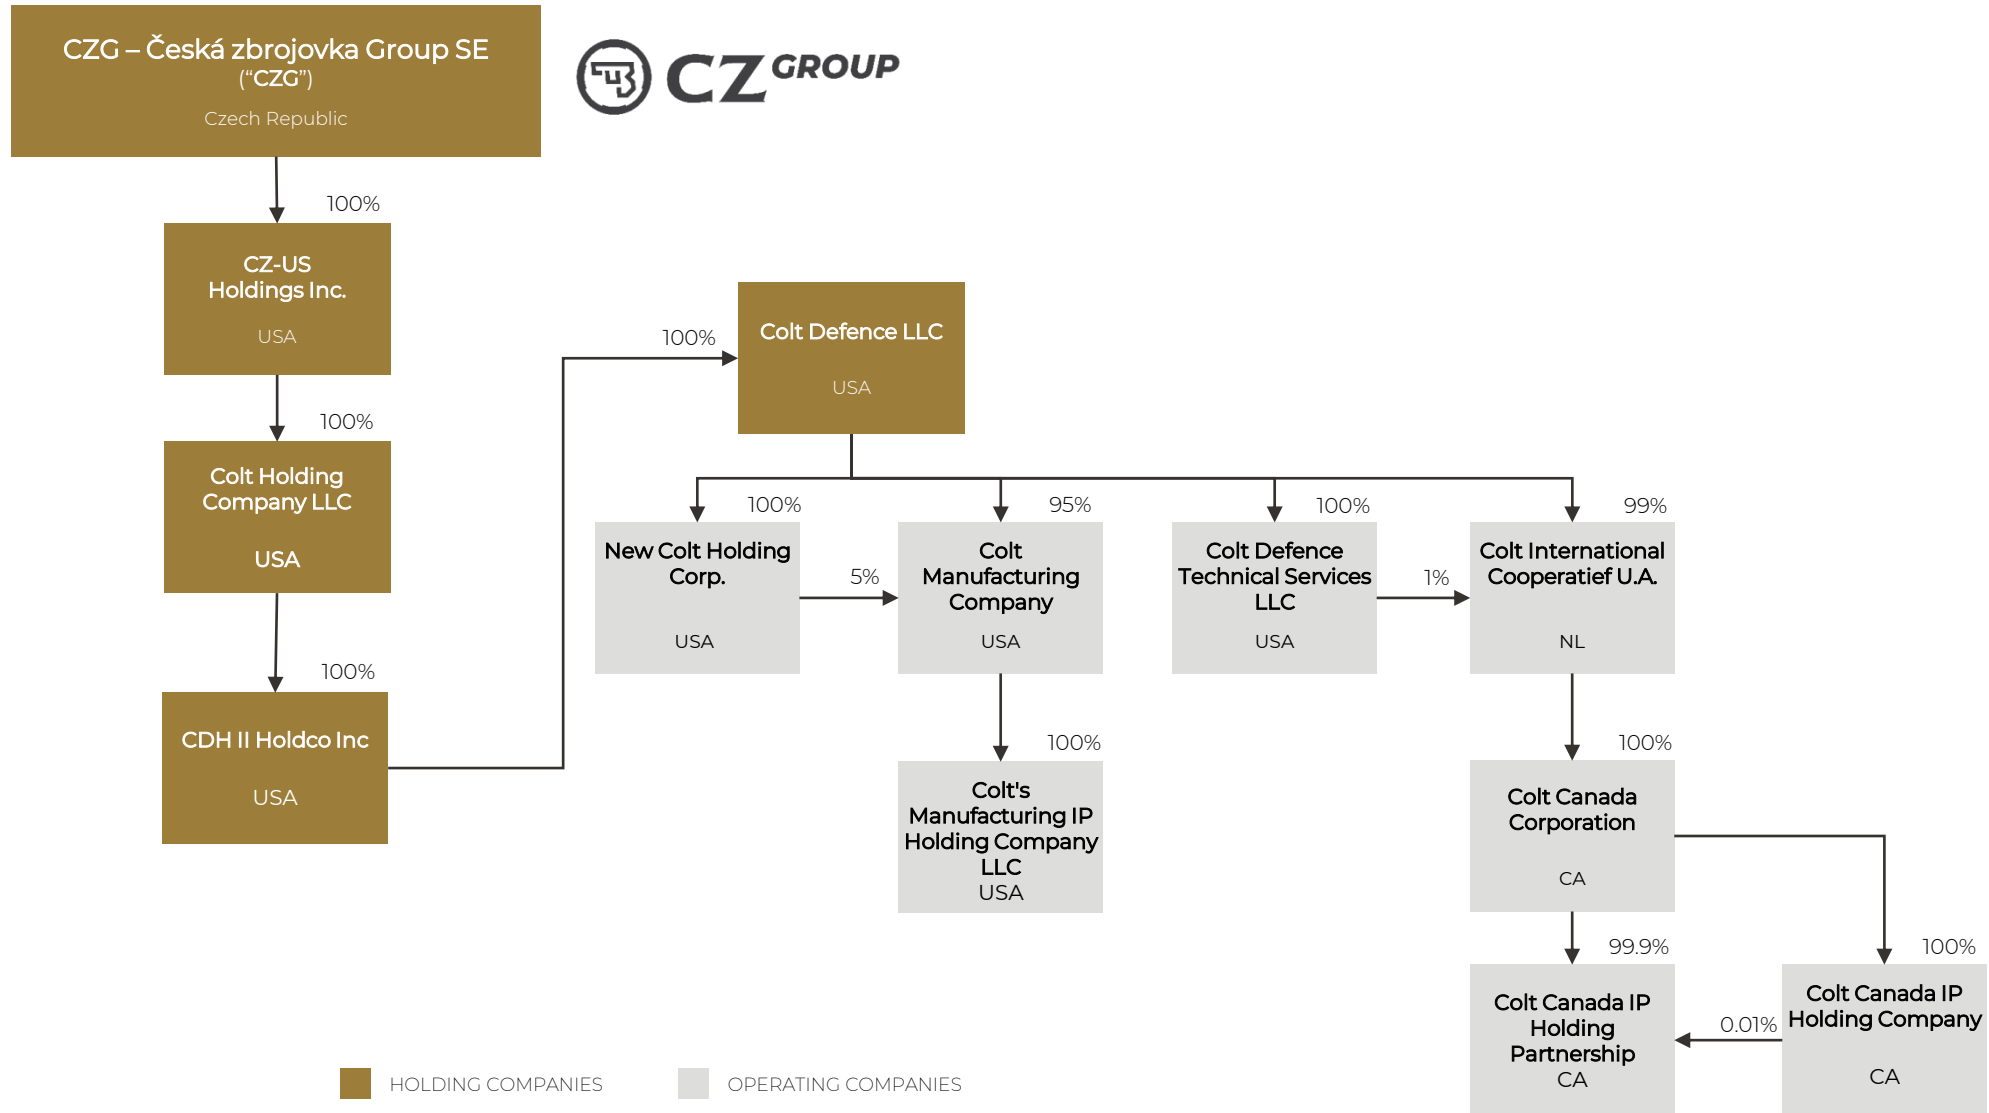 CZG – Česká zbrojovka Group SE
(“CZG”)
Czech Republic
CZ GROUP
100%
CZ-US
Holdings Inc.
USA
100%
Colt Holding
Company LLC
USA
100%
CDH II Holdco Inc
USA
100%
Colt Defence LLC
USA
100%
New Colt Holding
Corp.
USA
5%
95%
Colt
Manufacturing
Company
USA
100%
Colt's
Manufacturing IP
Holding Company
LLC
USA
100%
Colt Defence
Technical Services
LLC
USA
1%
99%
Colt International
Cooperatief U.A.
NL
100%
Colt Canada
Corporation
CA
99.9%
Colt Canada IP
Holding
Partnership
CA
0.01%
100%
Colt Canada IP
Holding Company
CA
HOLDING COMPANIES
OPERATING COMPANIES